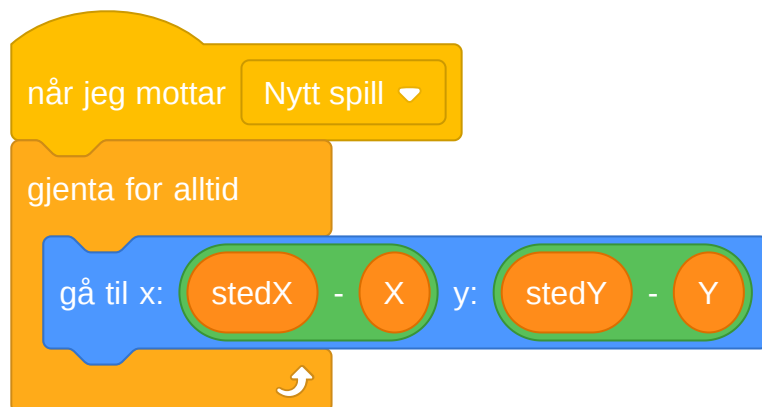 når jeg mottar Nytt spill
gjenta for alltid
gå til x: stedX - X y: stedY - Y